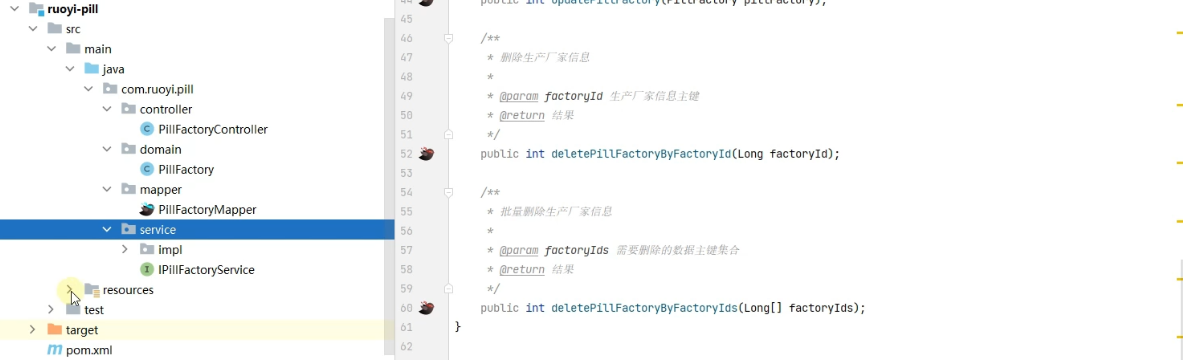 ruoyi-pill
src
main
java
com.ruoyi.pill
controller
PillFactoryController
domain
PillFactory
mapper
PillFactoryMapper
service
impl
IPillFactoryService
resources
test
target
pom.xml
44 public int updatePillFactory(PillFactory pillFactory);
45
46 /**
47 * 删除生产厂家信息
48 *
49 * @param factoryId 生产厂家信息主键
50 * @return 结果
51 */
52 public int deletePillFactoryByFactoryId(Long factoryId);
53
54 /**
55 * 批量删除生产厂家信息
56 *
57 * @param factoryIds 需要删除的数据主键集合
58 * @return 结果
59 */
60 public int deletePillFactoryByFactoryIds(Long[] factoryIds);
61 }
62